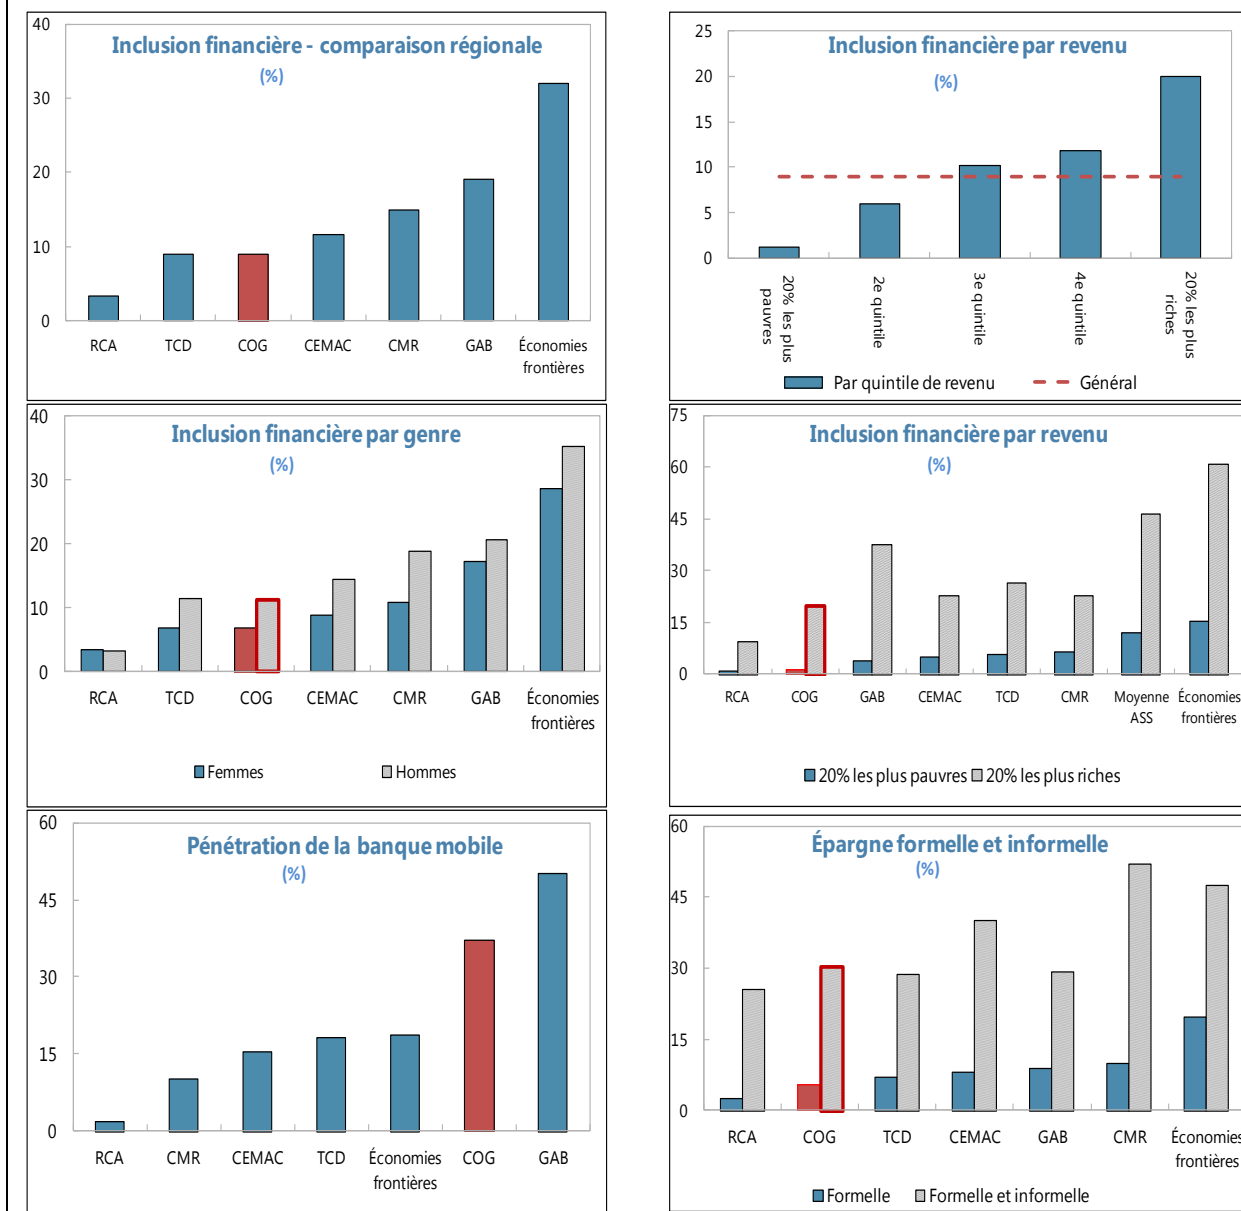 Inclusion financière - comparaison régionale
(%)
40
30
20
10
0
RCA TCD COG CEMAC CMR GAB Économies
frontières
Inclusion financière par revenu
(%)
25
20
15
10
5
0
20% les plus
pauvres
2e quintile
3e quintile
4e quintile
20% les plus
riches
Par quintile de revenu Général
Inclusion financière par genre
(%)
40
30
20
10
0
RCA TCD COG CEMAC CMR GAB Économies
frontières
Femmes Hommes
Inclusion financière par revenu
(%)
75
60
45
30
15
0
RCA COG GAB CEMAC TCD CMR Moyenne Économies
ASS frontières
20% les plus pauvres 20% les plus riches
Pénétration de la banque mobile
(%)
60
45
30
15
0
RCA CMR CEMAC TCD Économies COG GAB
frontières
Épargne formelle et informelle
(%)
60
45
30
15
0
RCA COG TCD CEMAC GAB CMR Économies
frontières
Formelle Formelle et informelle